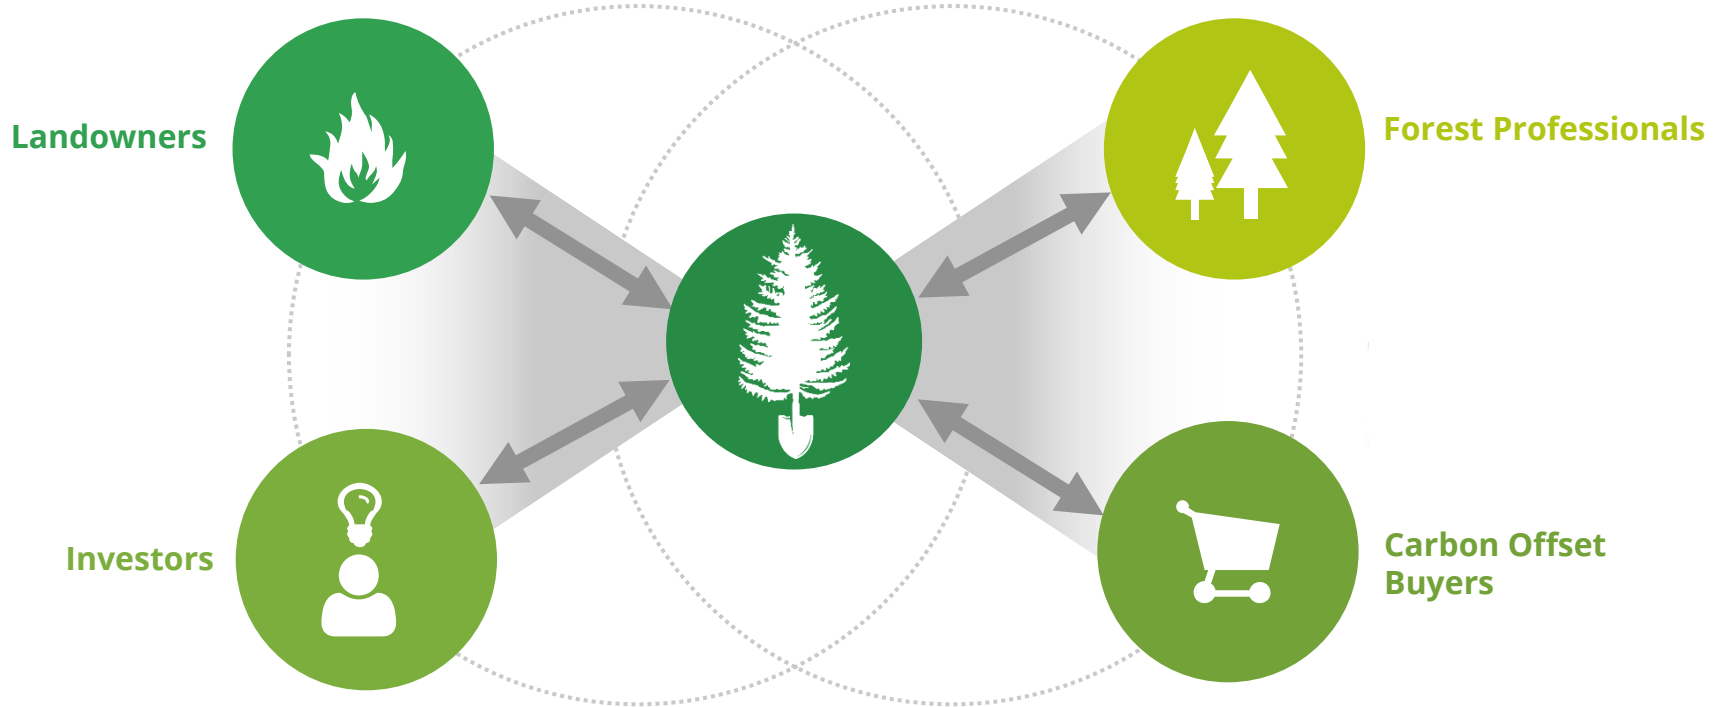 Landowners
Forest Professionals
Investors
Carbon Offset
Buyers